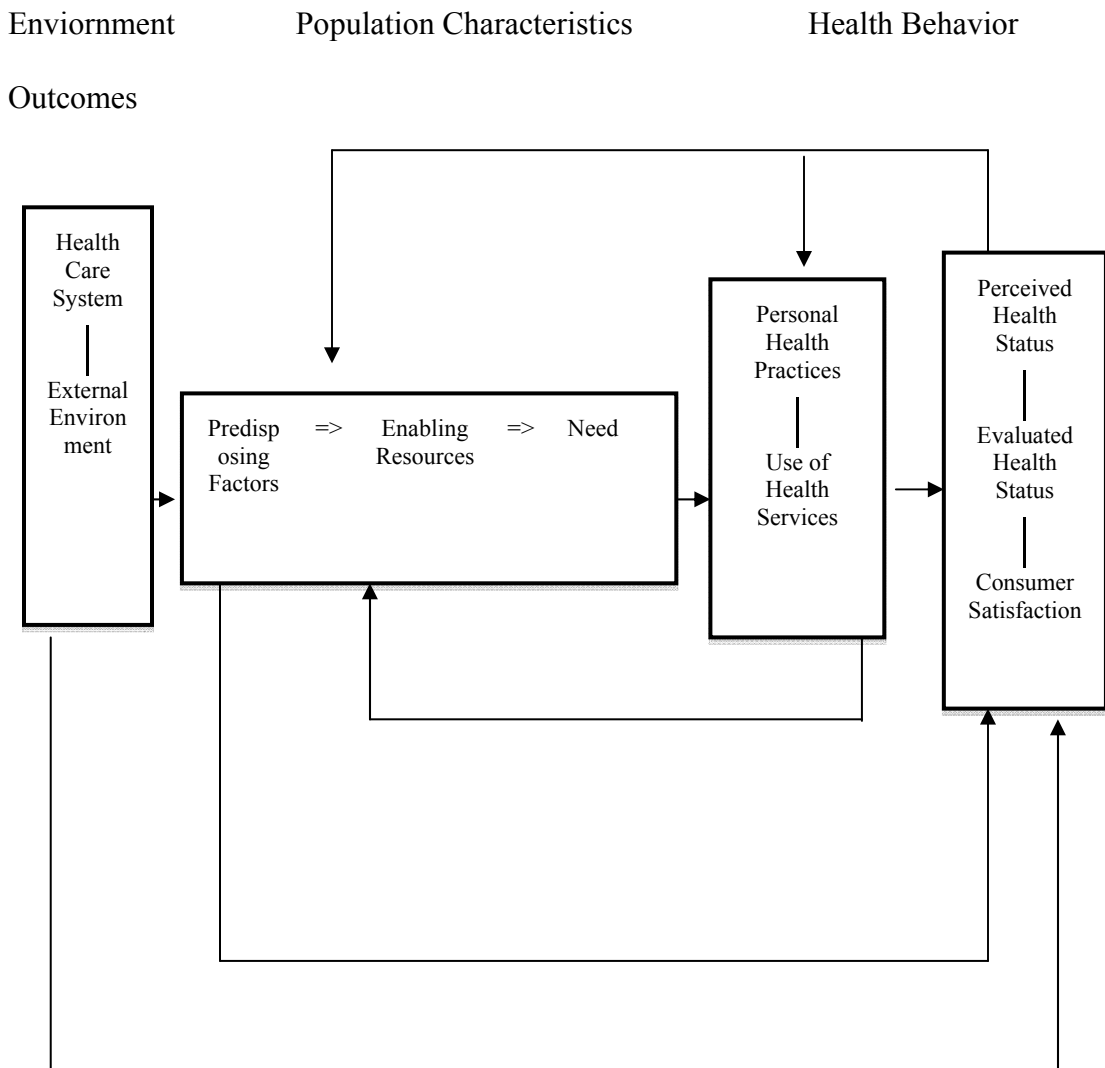 Enviornment Population Characteristics Health Behavior
Outcomes
Health
Care
System
External
Environ
ment
Predisp => Enabling => Need
osing Resources
Factors
Personal
Health
Practices
Use of
Health
Services
Perceived
Health
Status
Evaluated
Health
Status
Consumer
Satisfaction